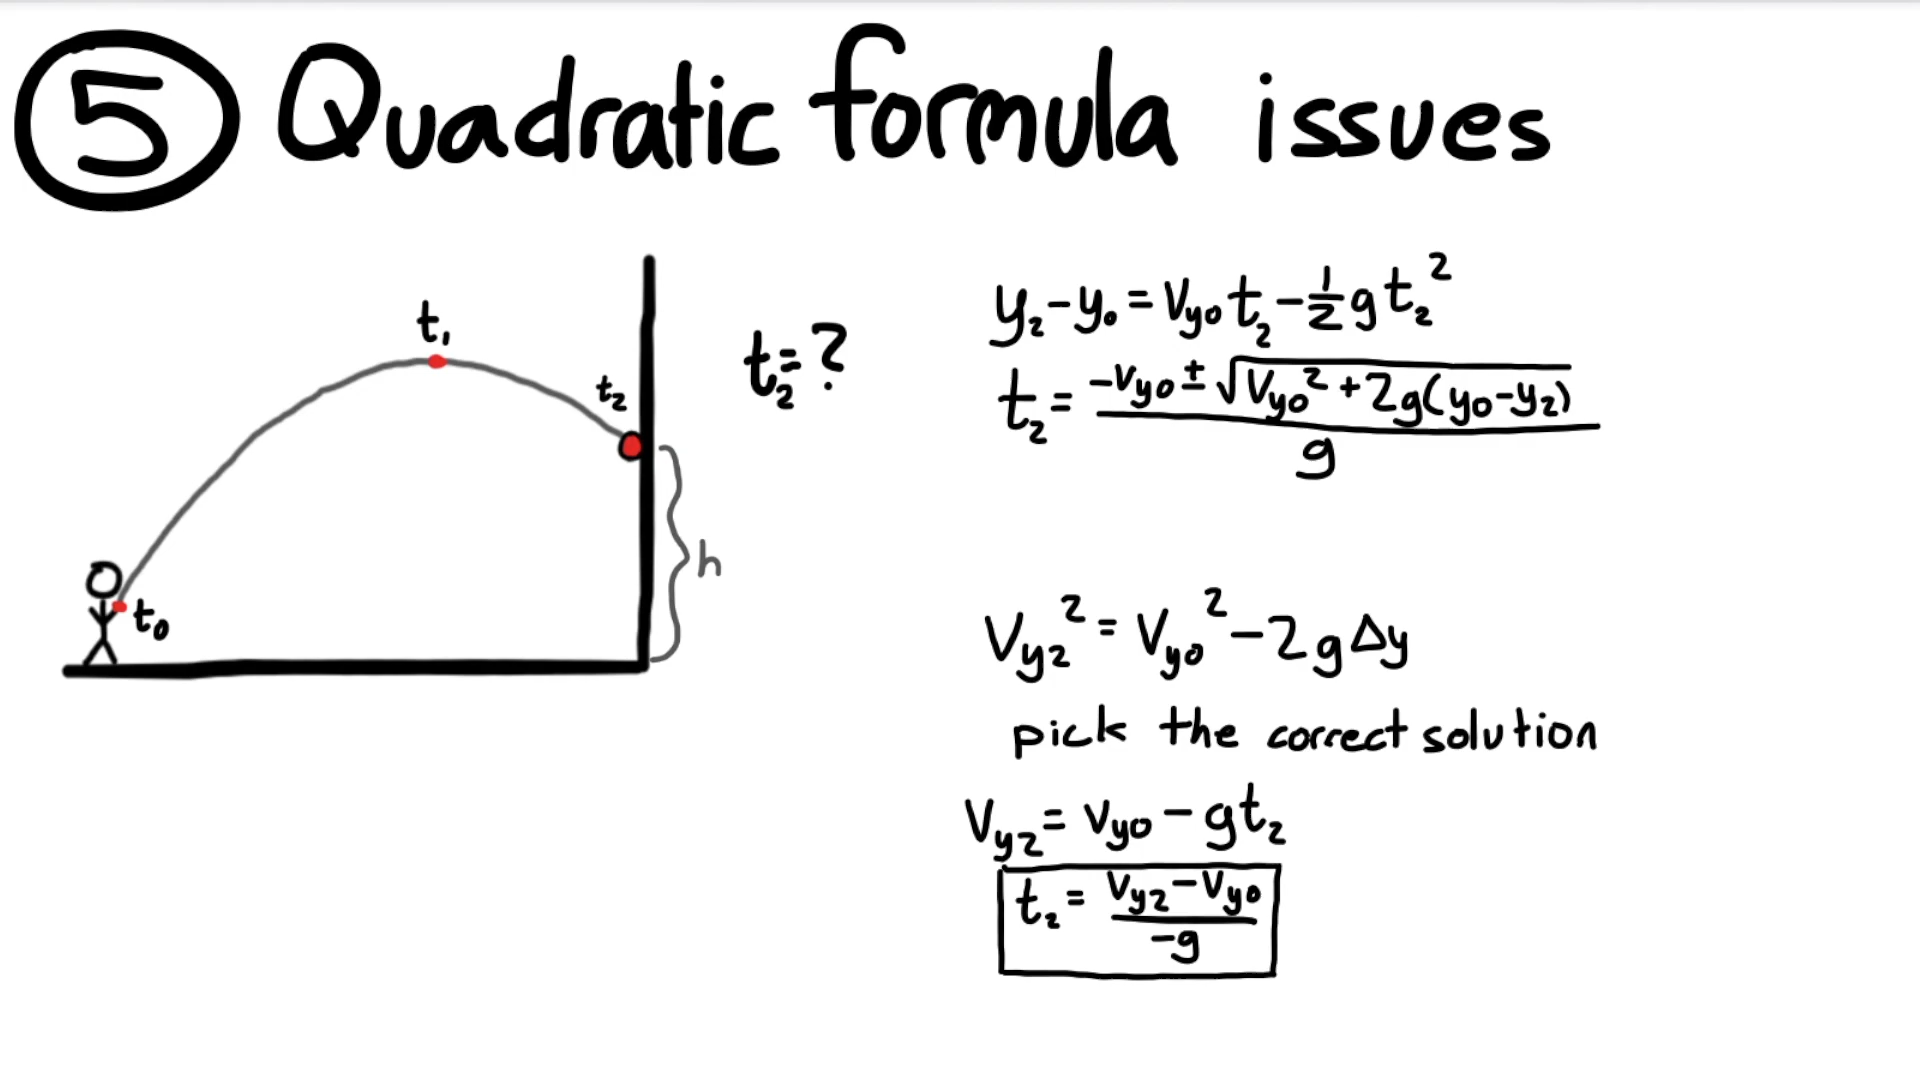 ⑤ Quadratic formula issues
t₁
t₂
t₀
h
t₂=?
y₂-y₀=Vy₀t₂-½gt₂²
t₂=(-Vy₀±√(Vy₀²+2g(y₀-y₂)))/g
Vy₂²=Vy₀²-2gΔy
pick the correct solution
Vy₂=Vy₀-gt₂
t₂=(Vy₂-Vy₀)/-g